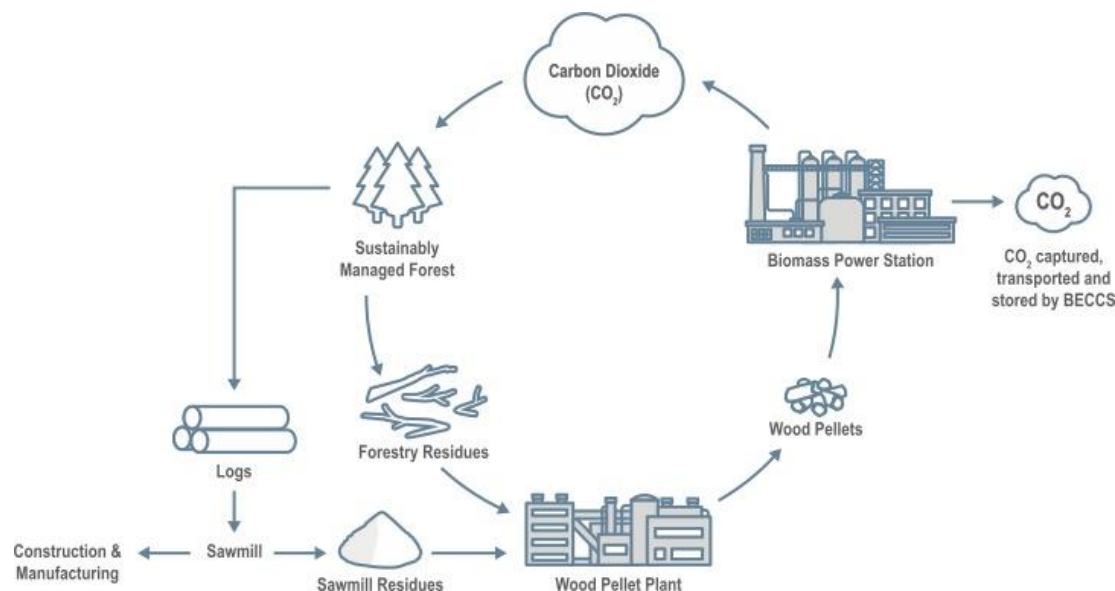 Carbon Dioxide
(CO₂)
Sustainably
Managed Forest
Biomass Power Station
CO₂
CO₂ captured,
transported and
stored by BECCS
Forestry Residues
Wood Pellets
Logs
Construction &
Manufacturing
Sawmill
Sawmill Residues
Wood Pellet Plant